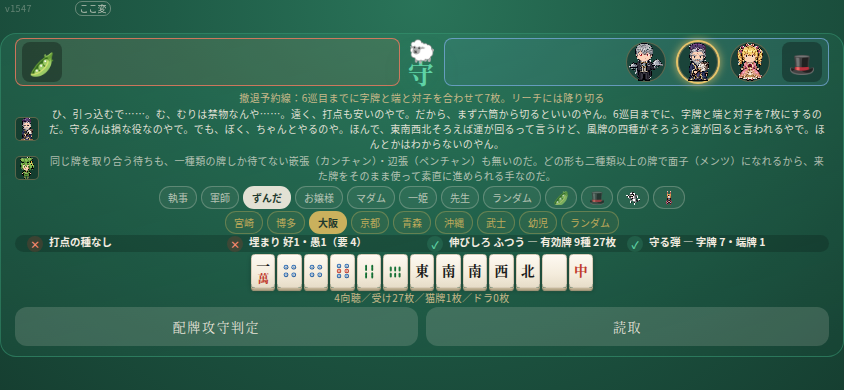 v1547 ここ変
守
撤退予約線：6巡目までに字牌と端と対子を合わせて7枚。リーチには降り切る
ひ、引っ込むで……。む、むりは禁物なんや……。遠く、打点も安いのやで。だから、まず六筒から切るといいのやん。6巡目までに、字牌と端と対子を7枚にするの
だ。守るんは損な役なのやで。でも、ぼく、ちゃんとやるのや。ほんで、東南西北そろえば運が回るって言うけど、風牌の四種がそろうと運が回ると言われるやで。ほ
んとかはわからないのやん。
同じ牌を取り合う待ちも、一種類の牌しか待てない嵌張（カンチャン）・辺張（ペンチャン）も無いのだ。どの形も二種類以上の牌で面子（メンツ）になれるから、来
た牌をそのまま使って素直に進められる手なのだ。
執事 軍師 ずんだ お嬢様 マダム 一姫 先生 ランダム
宮崎 博多 大阪 京都 青森 沖縄 武士 幼児 ランダム
× 打点の種なし × 埋まり 好1・愚1（要 4） ✓ 伸びしろ ふつう ─ 有効牌 9種 27枚 ✓ 守る弾 ─ 字牌 7・端牌 1
一萬 東 南 南 西 北 中
4向聴／受け27枚／猫牌1枚／ドラ0枚
配牌攻守判定 読取